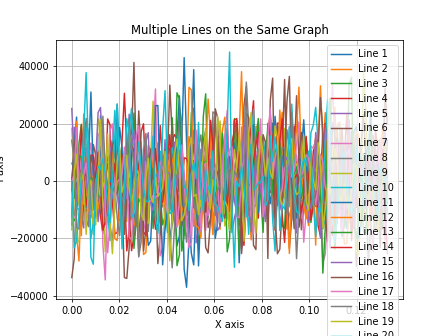 Multiple Lines on the Same Graph
40000
20000
0
−20000
−40000
0.00
0.02
0.04
0.06
0.08
0.10
X axis
Line 1
Line 2
Line 3
Line 4
Line 5
Line 6
Line 7
Line 8
Line 9
Line 10
Line 11
Line 12
Line 13
Line 14
Line 15
Line 16
Line 17
Line 18
Line 19
Line 20